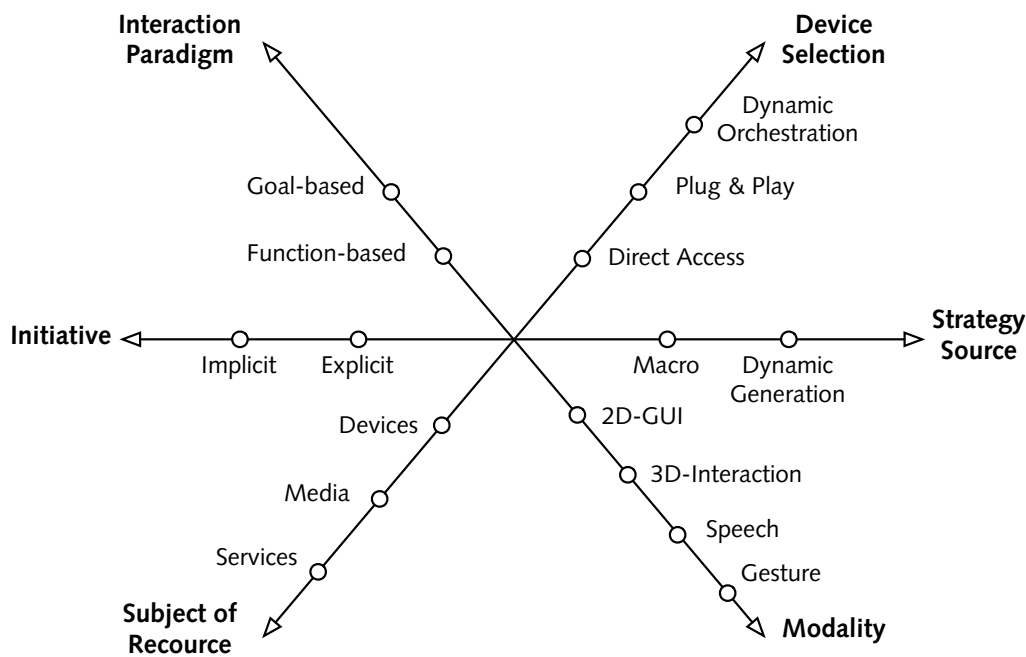 Interaction
Paradigm
Device
Selection
Dynamic
Orchestration
Goal-based
Plug & Play
Function-based
Direct Access
Initiative
Strategy
Source
Implicit
Explicit
Macro
Dynamic
Generation
Devices
2D-GUI
Media
3D-Interaction
Services
Speech
Gesture
Subject of
Recource
Modality